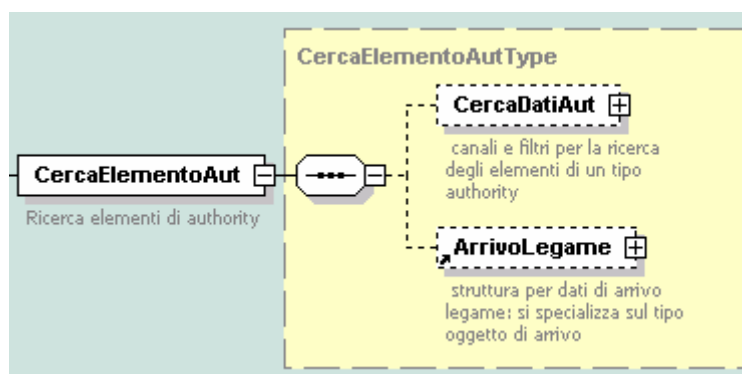 CercaElementoAutType
CercaDatiAut
canali e filtri per la ricerca
degli elementi di un tipo
authority
CercaElementoAut
Ricerca elementi di authority
ArrivoLegame
struttura per dati di arrivo
legame: si specializza sul tipo
oggetto di arrivo